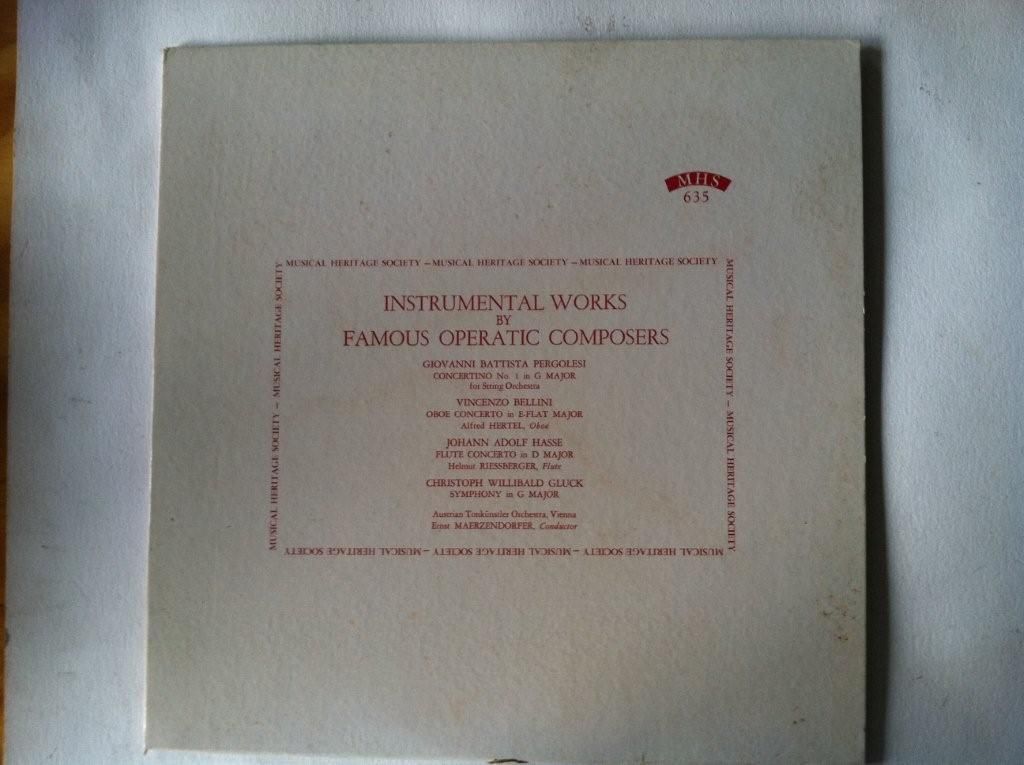 MHS
635
MUSICAL HERITAGE SOCIETY – MUSICAL HERITAGE SOCIETY – MUSICAL HERITAGE SOCIETY
INSTRUMENTAL WORKS
BY
FAMOUS OPERATIC COMPOSERS
GIOVANNI BATTISTA PERGOLESI
CONCERTINO No. 1 in G MAJOR
for String Orchestra
VINCENZO BELLINI
OBOE CONCERTO in E-FLAT MAJOR
Alfred HERTEL, Oboe
JOHANN ADOLF HASSE
FLUTE CONCERTO in D MAJOR
Helmut RIESSBERGER, Flute
CHRISTOPH WILLIBALD GLUCK
SYMPHONY in G MAJOR
Austrian Tonkünstler Orchestra, Vienna
Ernst MAERZENDORFER, Conductor
MUSICAL HERITAGE SOCIETY – MUSICAL HERITAGE SOCIETY
MUSICAL HERITAGE SOCIETY – MUSICAL HERITAGE SOCIETY – MUSICAL HERITAGE SOCIETY
MUSICAL HERITAGE SOCIETY – MUSICAL HERITAGE SOCIETY